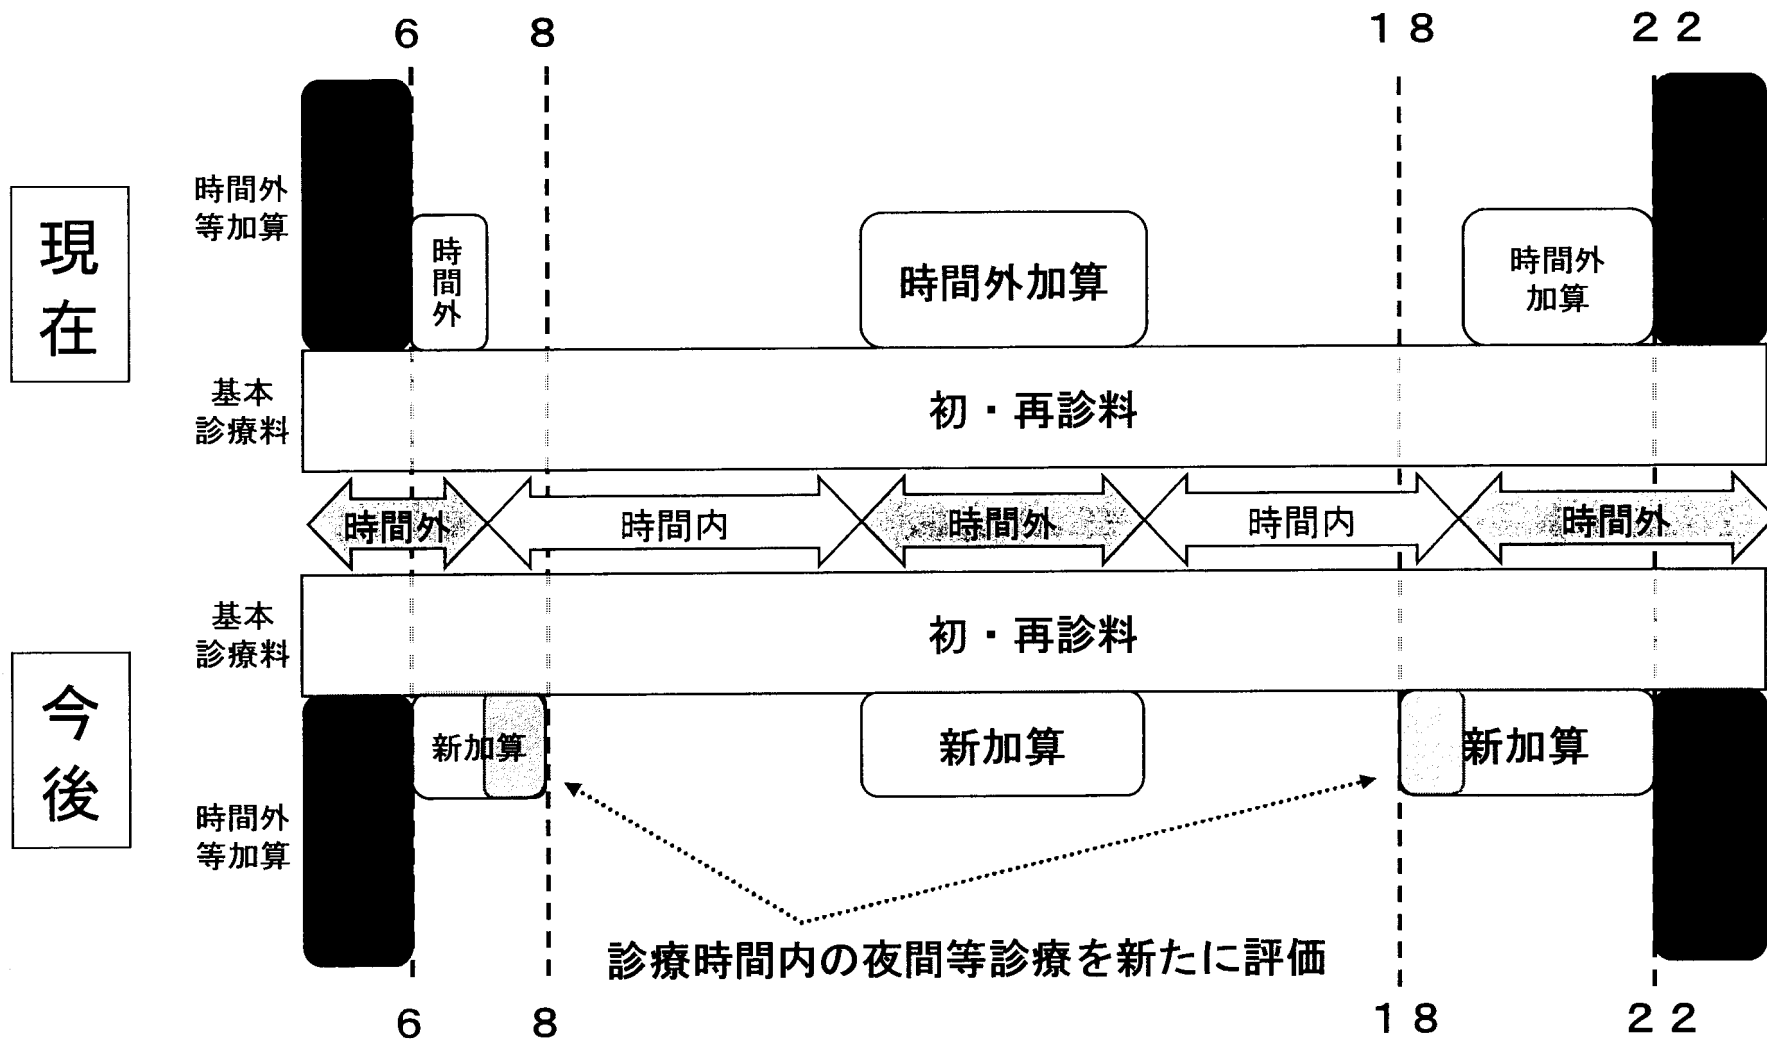 6 8 18 22
現在
時間外
等加算
時間外
時間外加算
時間外
加算
基本
診療料
初・再診料
時間外 時間内 時間外 時間内 時間外
基本
診療料
初・再診料
今後
新加算 新加算 新加算
時間外
等加算
診療時間内の夜間等診療を新たに評価
6 8 18 22